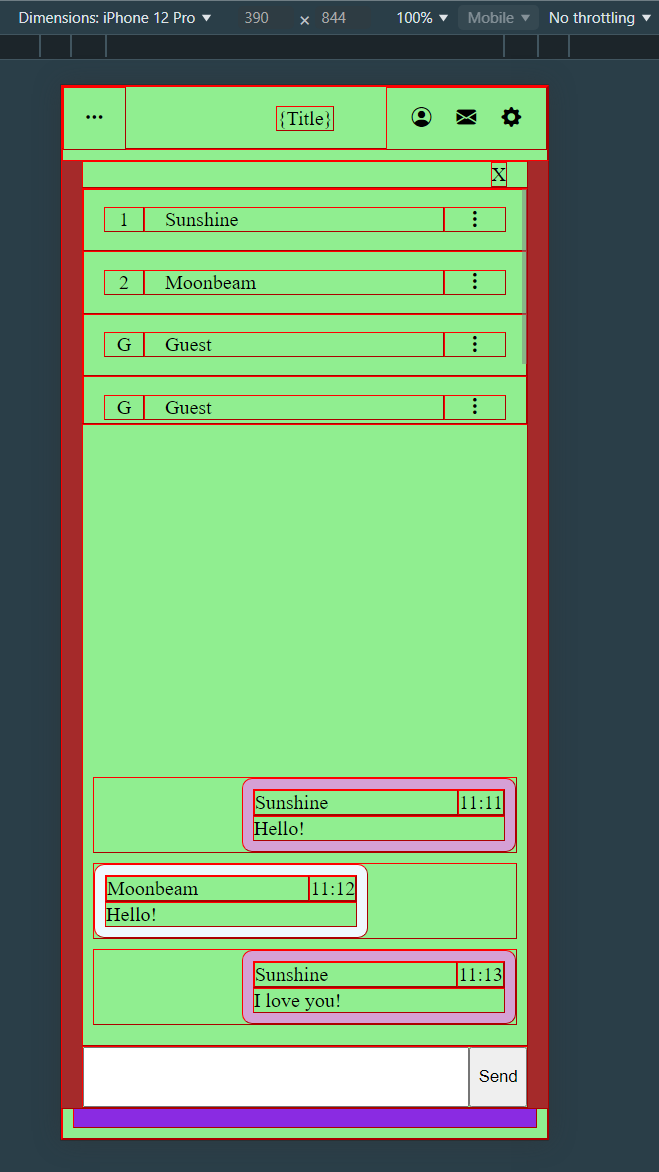 Dimensions: iPhone 12 Pro ▼ 390 × 844 100% ▼ Mobile ▼ No throttling ▼
... {Title}
X
1 Sunshine
2 Moonbeam
G Guest
G Guest
Sunshine 11:11
Hello!
Moonbeam 11:12
Hello!
Sunshine 11:13
I love you!
Send